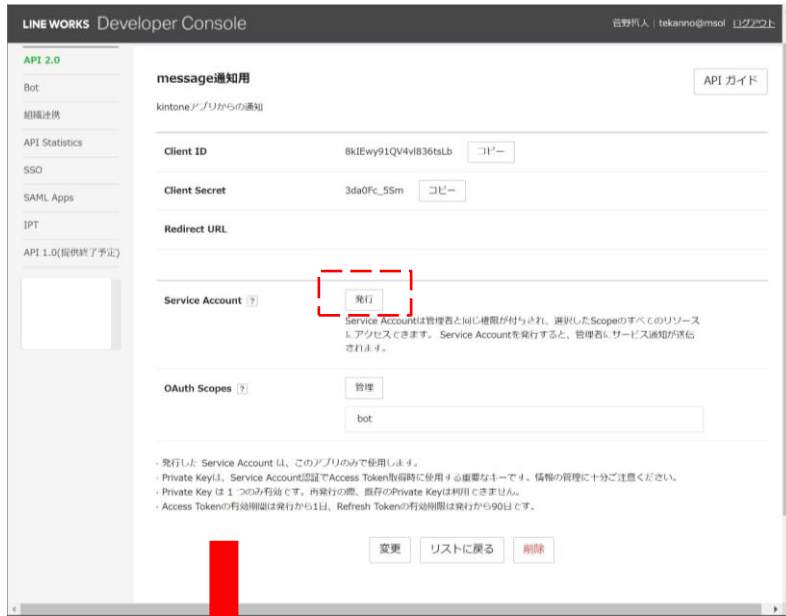 LINE WORKS Developer Console
菅野哲人 | tekanno@msol ログアウト
API 2.0
Bot
組織連携
API Statistics
SSO
SAML Apps
IPT
API 1.0(提供終了予定)
message通知用
API ガイド
kintoneアプリからの通知
Client ID 8kIEwy91QV4vl836tsLb コピー
Client Secret 3da0Fc_5Sm コピー
Redirect URL
Service Account ? 発行
Service Accountは管理者と同じ権限が付与され、選択したScopeのすべてのリソース
にアクセスできます。 Service Accountを発行すると、管理者にサービス通知が送信
されます。
OAuth Scopes ? 管理
bot
- 発行した Service Account は、このアプリのみで使用します。
- Private Keyは、Service Account認証でAccess Token取得時に使用する重要なキーです。情報の管理に十分ご注意ください。
- Private Key は 1 つのみ有効です。再発行の際、既存のPrivate Keyは利用できません。
- Access Tokenの有効期間は発行から1日、Refresh Tokenの有効期限は発行から90日です。
変更 リストに戻る 削除